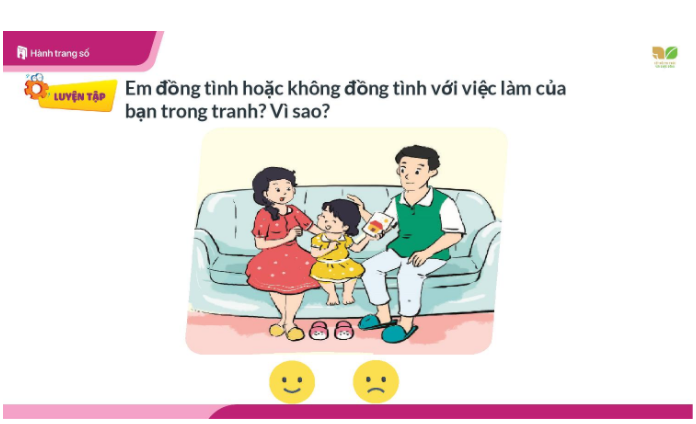 Hành trang số
LUYỆN TẬP
Em đồng tình hoặc không đồng tình với việc làm của
bạn trong tranh? Vì sao?